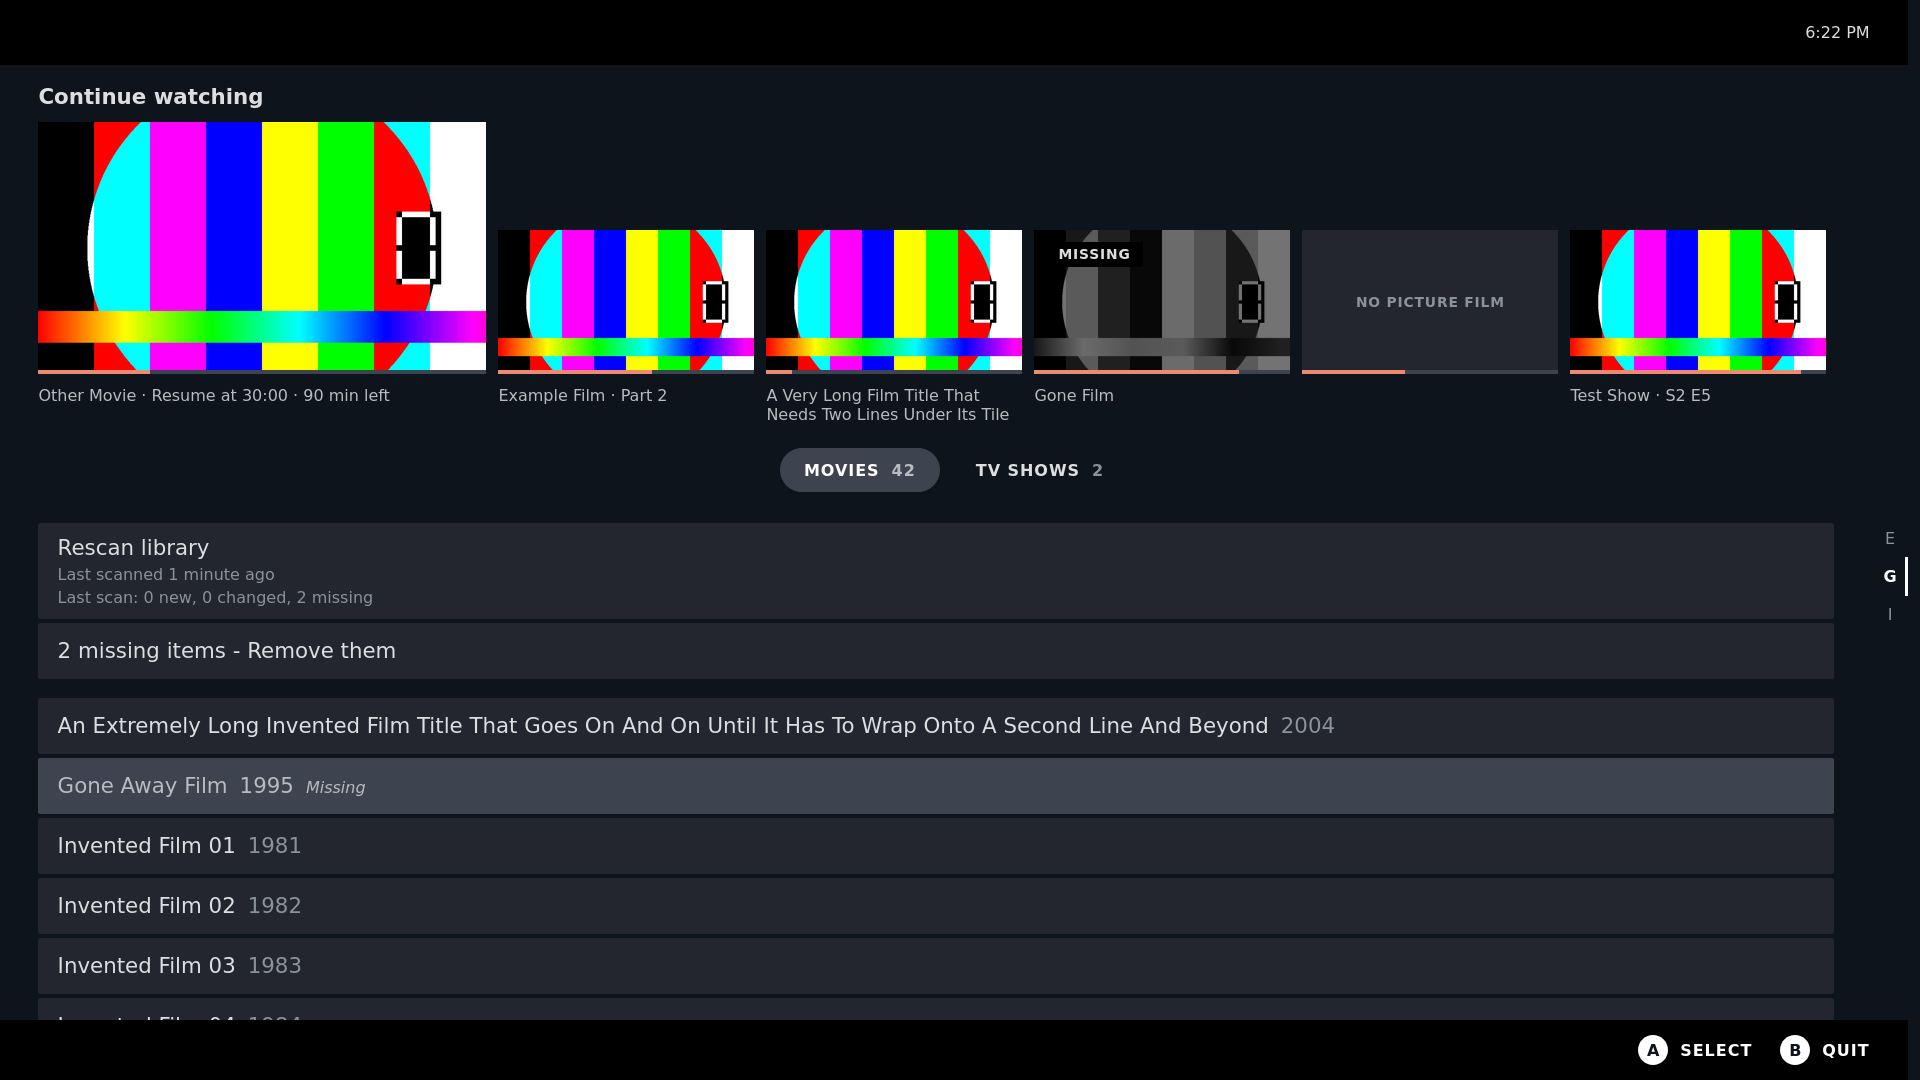 6:22 PM
Continue watching
MISSING
NO PICTURE FILM
Other Movie · Resume at 30:00 · 90 min left
Example Film · Part 2
A Very Long Film Title That
Needs Two Lines Under Its Tile
Gone Film
Test Show · S2 E5
MOVIES 42
TV SHOWS 2
Rescan library
Last scanned 1 minute ago
Last scan: 0 new, 0 changed, 2 missing
2 missing items - Remove them
An Extremely Long Invented Film Title That Goes On And On Until It Has To Wrap Onto A Second Line And Beyond 2004
Gone Away Film 1995 Missing
Invented Film 01 1981
Invented Film 02 1982
Invented Film 03 1983
Invented Film 04 1984
E
G
I
A SELECT
B QUIT